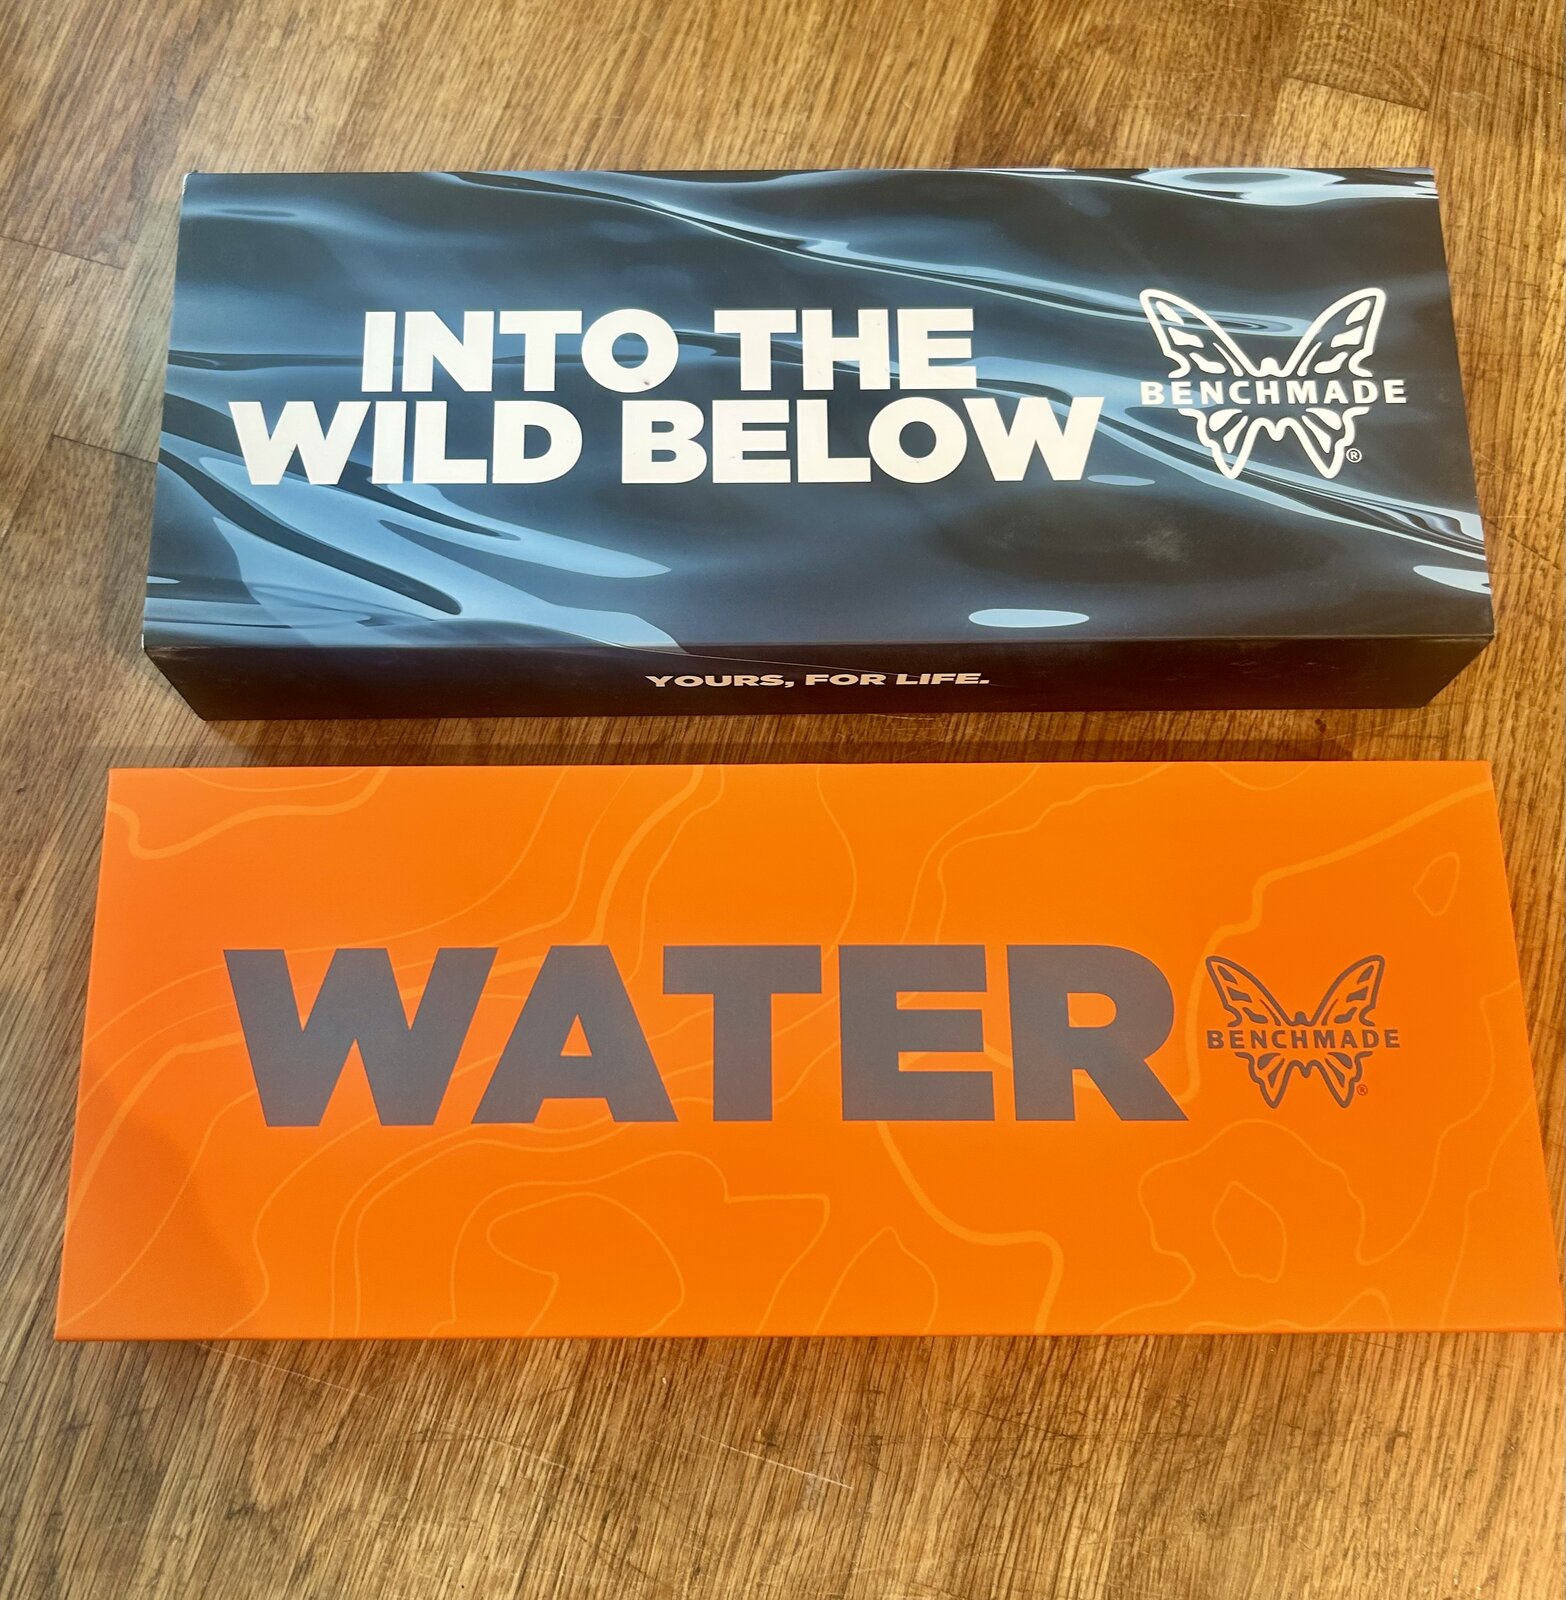 INTO THE
WILD BELOW
BENCHMADE
®
YOURS, FOR LIFE.
WATER
BENCHMADE
®